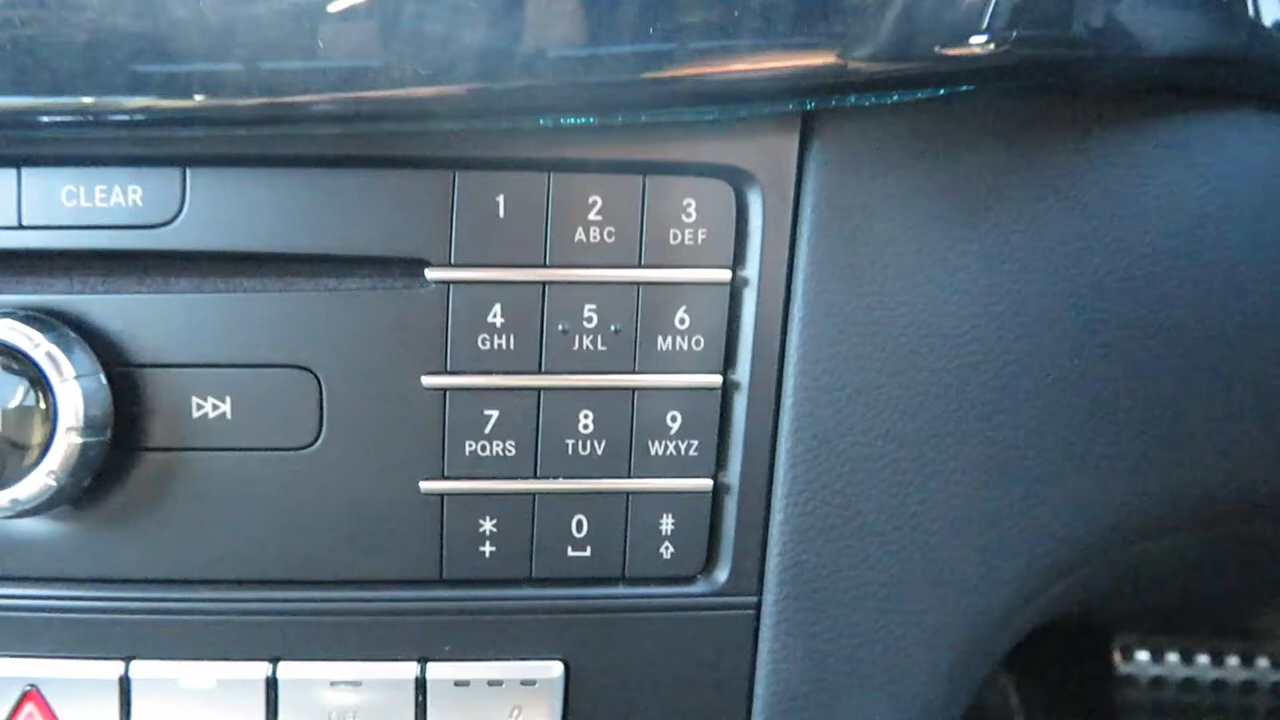 CLEAR
1 2 3
ABC DEF
4 5 6
GHI JKL MNO
7 8 9
PQRS TUV WXYZ
* 0 #
+